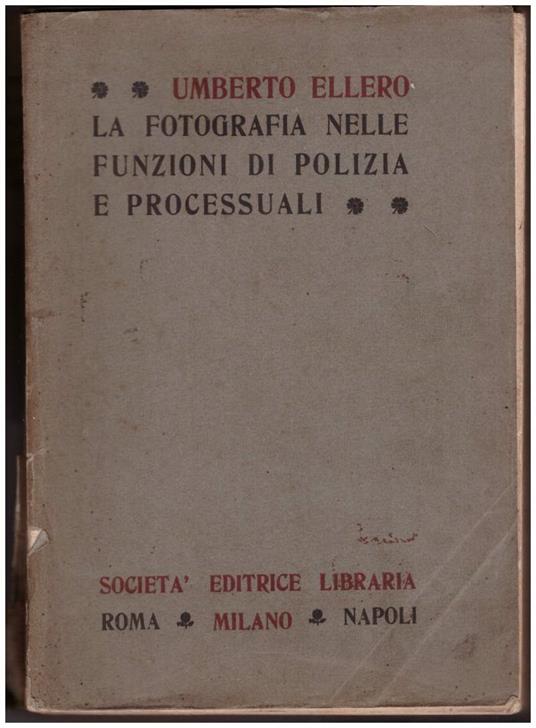 UMBERTO ELLERO
LA FOTOGRAFIA NELLE
FUNZIONI DI POLIZIA
E PROCESSUALI
SOCIETA' EDITRICE LIBRARIA
ROMA MILANO NAPOLI